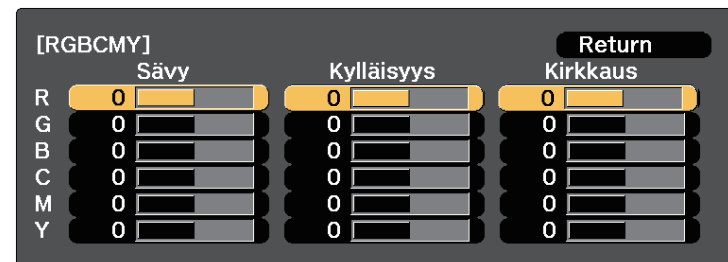 [RGBCMY] Return
Sävy Kylläisyys Kirkkaus
R 0 0 0
G 0 0 0
B 0 0 0
C 0 0 0
M 0 0 0
Y 0 0 0